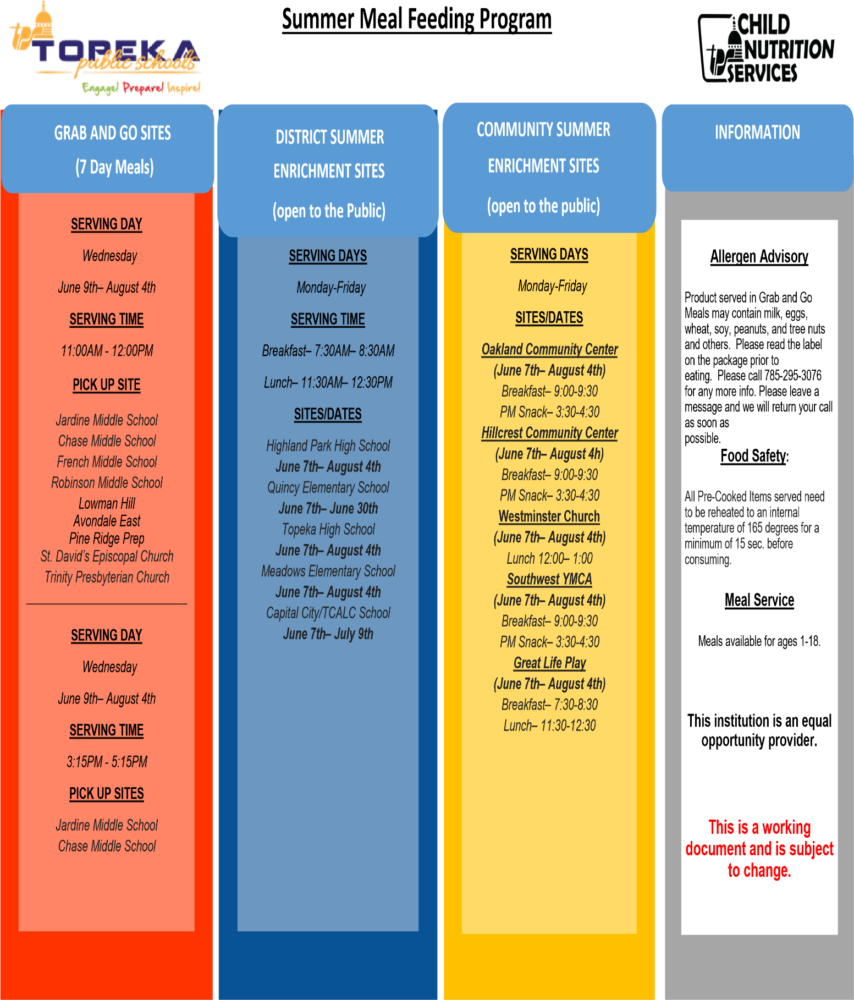 TOPEKA
public schools
Engage! Prepare! Inspire!
Summer Meal Feeding Program
CHILD
NUTRITION
SERVICES
tps
GRAB AND GO SITES
(7 Day Meals)
SERVING DAY
Wednesday
June 9th– August 4th
SERVING TIME
11:00AM - 12:00PM
PICK UP SITE
Jardine Middle School
Chase Middle School
French Middle School
Robinson Middle School
Lowman Hill
Avondale East
Pine Ridge Prep
St. David’s Episcopal Church
Trinity Presbyterian Church
SERVING DAY
Wednesday
June 9th– August 4th
SERVING TIME
3:15PM - 5:15PM
PICK UP SITES
Jardine Middle School
Chase Middle School
DISTRICT SUMMER
ENRICHMENT SITES
(open to the Public)
SERVING DAYS
Monday-Friday
SERVING TIME
Breakfast– 7:30AM– 8:30AM
Lunch– 11:30AM– 12:30PM
SITES/DATES
Highland Park High School
June 7th– August 4th
Quincy Elementary School
June 7th– June 30th
Topeka High School
June 7th– August 4th
Meadows Elementary School
June 7th– August 4th
Capital City/TCALC School
June 7th– July 9th
COMMUNITY SUMMER
ENRICHMENT SITES
(open to the public)
SERVING DAYS
Monday-Friday
SITES/DATES
Oakland Community Center
(June 7th– August 4th)
Breakfast– 9:00-9:30
PM Snack– 3:30-4:30
Hillcrest Community Center
(June 7th– August 4h)
Breakfast– 9:00-9:30
PM Snack– 3:30-4:30
Westminster Church
(June 7th– August 4th)
Lunch 12:00– 1:00
Southwest YMCA
(June 7th– August 4th)
Breakfast– 9:00-9:30
PM Snack– 3:30-4:30
Great Life Play
(June 7th– August 4th)
Breakfast– 7:30-8:30
Lunch– 11:30-12:30
INFORMATION
Allergen Advisory
Product served in Grab and Go
Meals may contain milk, eggs,
wheat, soy, peanuts, and tree nuts
and others.  Please read the label
on the package prior to
eating.  Please call 785-295-3076
for any more info. Please leave a
message and we will return your call
as soon as
possible.
Food Safety:
All Pre-Cooked Items served need
to be reheated to an internal
temperature of 165 degrees for a
minimum of 15 sec. before
consuming.
Meal Service
Meals available for ages 1-18.
This institution is an equal
opportunity provider.
This is a working
document and is subject
to change.